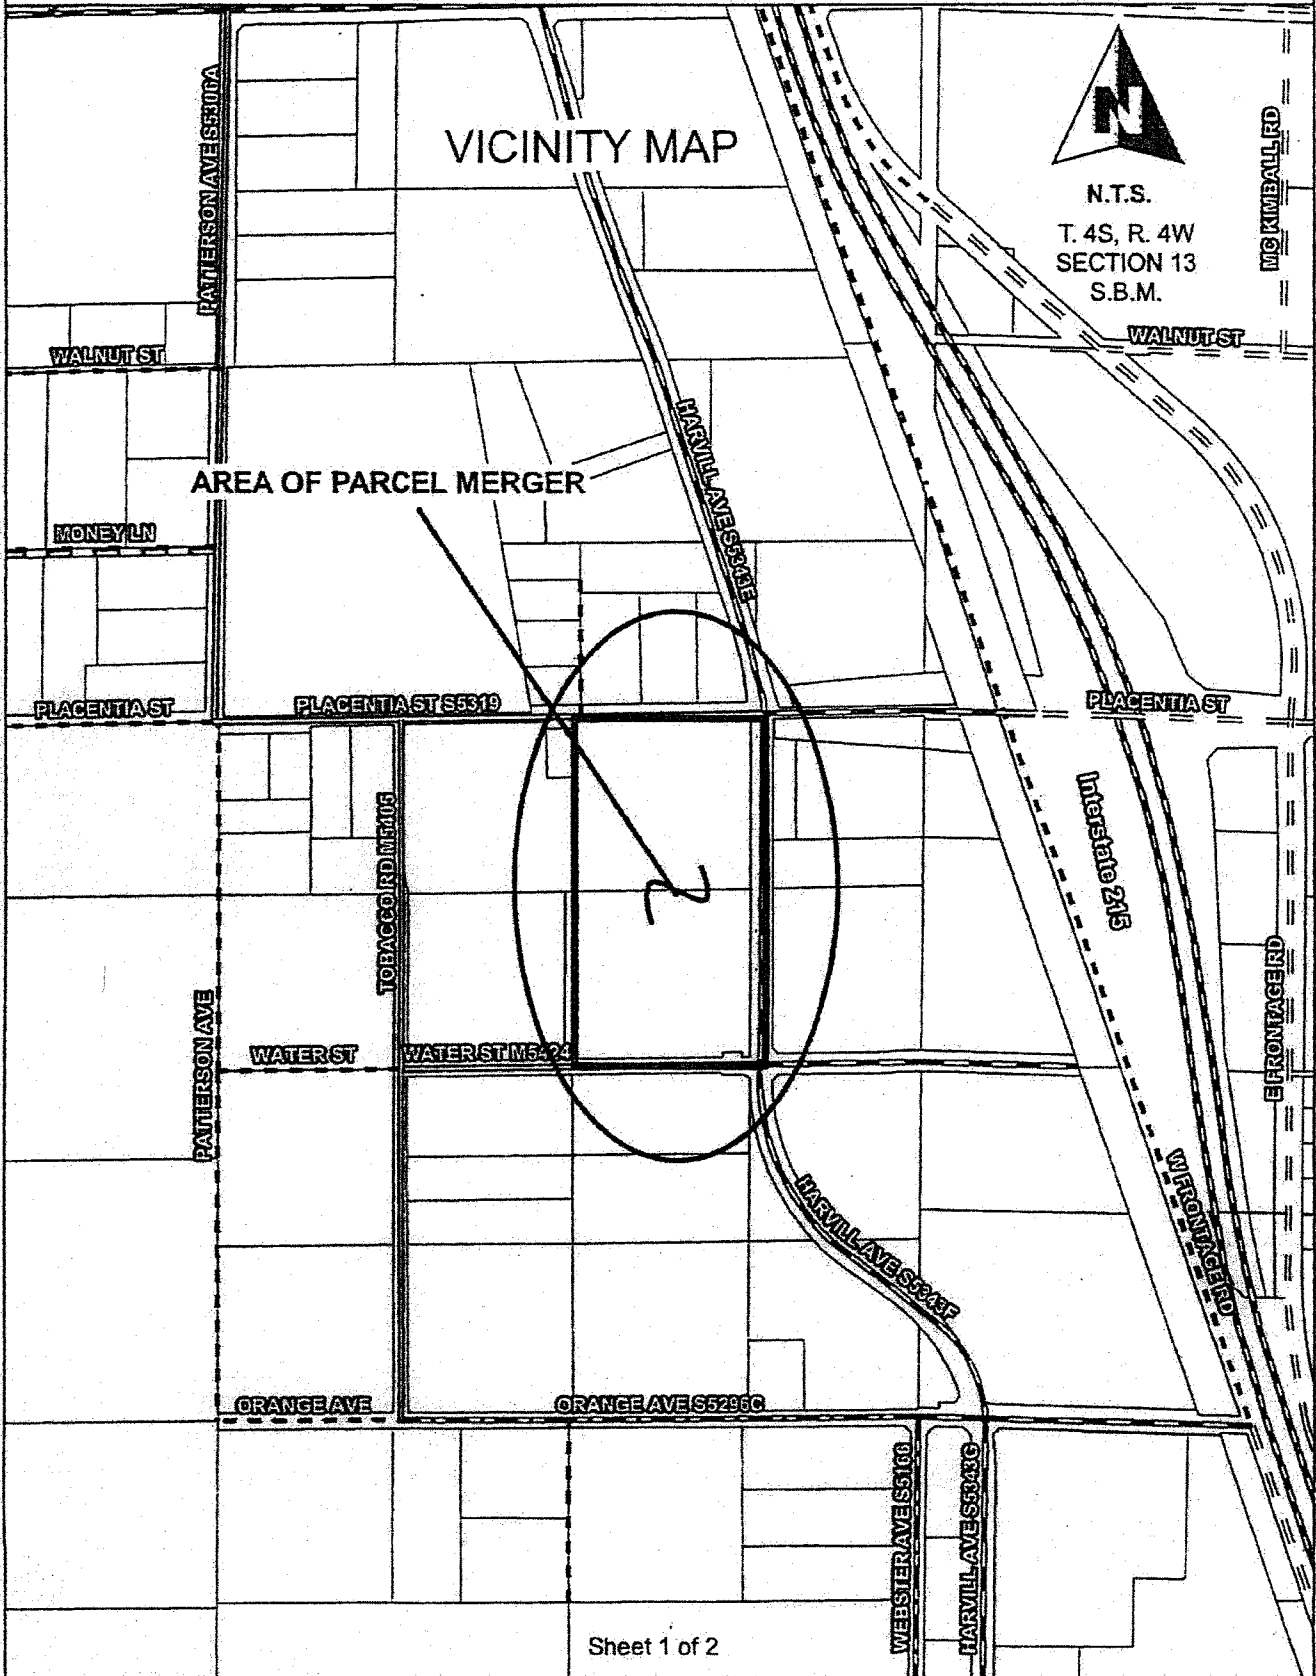 VICINITY MAP
N
N.T.S.
T. 4S, R. 4W
SECTION 13
S.B.M.
PATTERSON AVE S5306A
MC KIMBALL RD
WALNUT ST
WALNUT ST
HARVILL AVE S5343E
AREA OF PARCEL MERGER
MONEY LN
PLACENTIA ST
PLACENTIA ST S5319
PLACENTIA ST
TOBACCO RD M5405
Interstate 215
PATTERSON AVE
E FRONTAGE RD
WATER ST
WATER ST M5424
W FRONTAGE RD
HARVILL AVE S5343F
ORANGE AVE
ORANGE AVE S5295C
WEBSTER AVE S5166
HARVILL AVE S5343G
Sheet 1 of 2